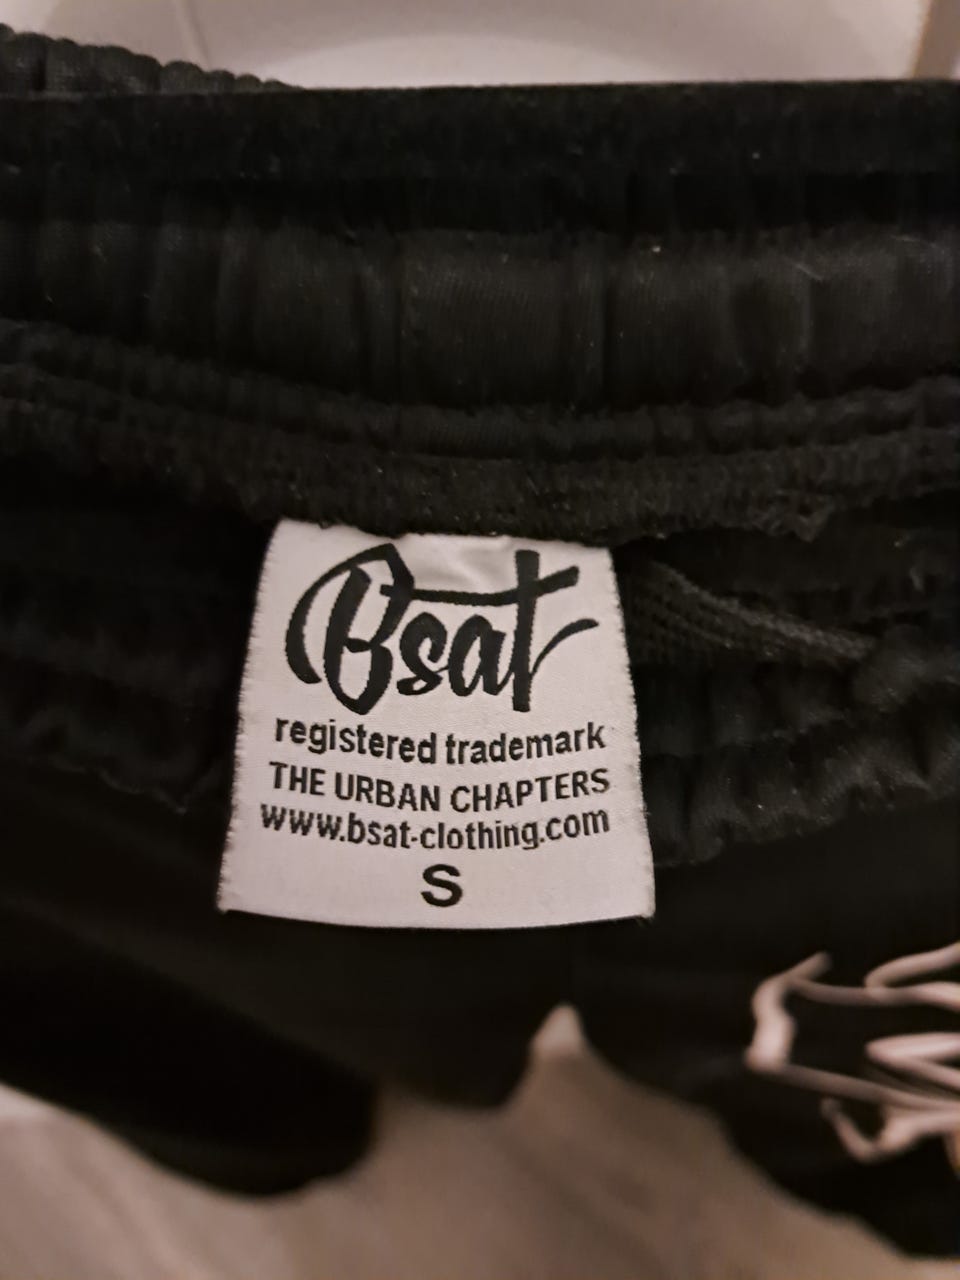 Bsat
registered trademark
THE URBAN CHAPTERS
www.bsat-clothing.com
S